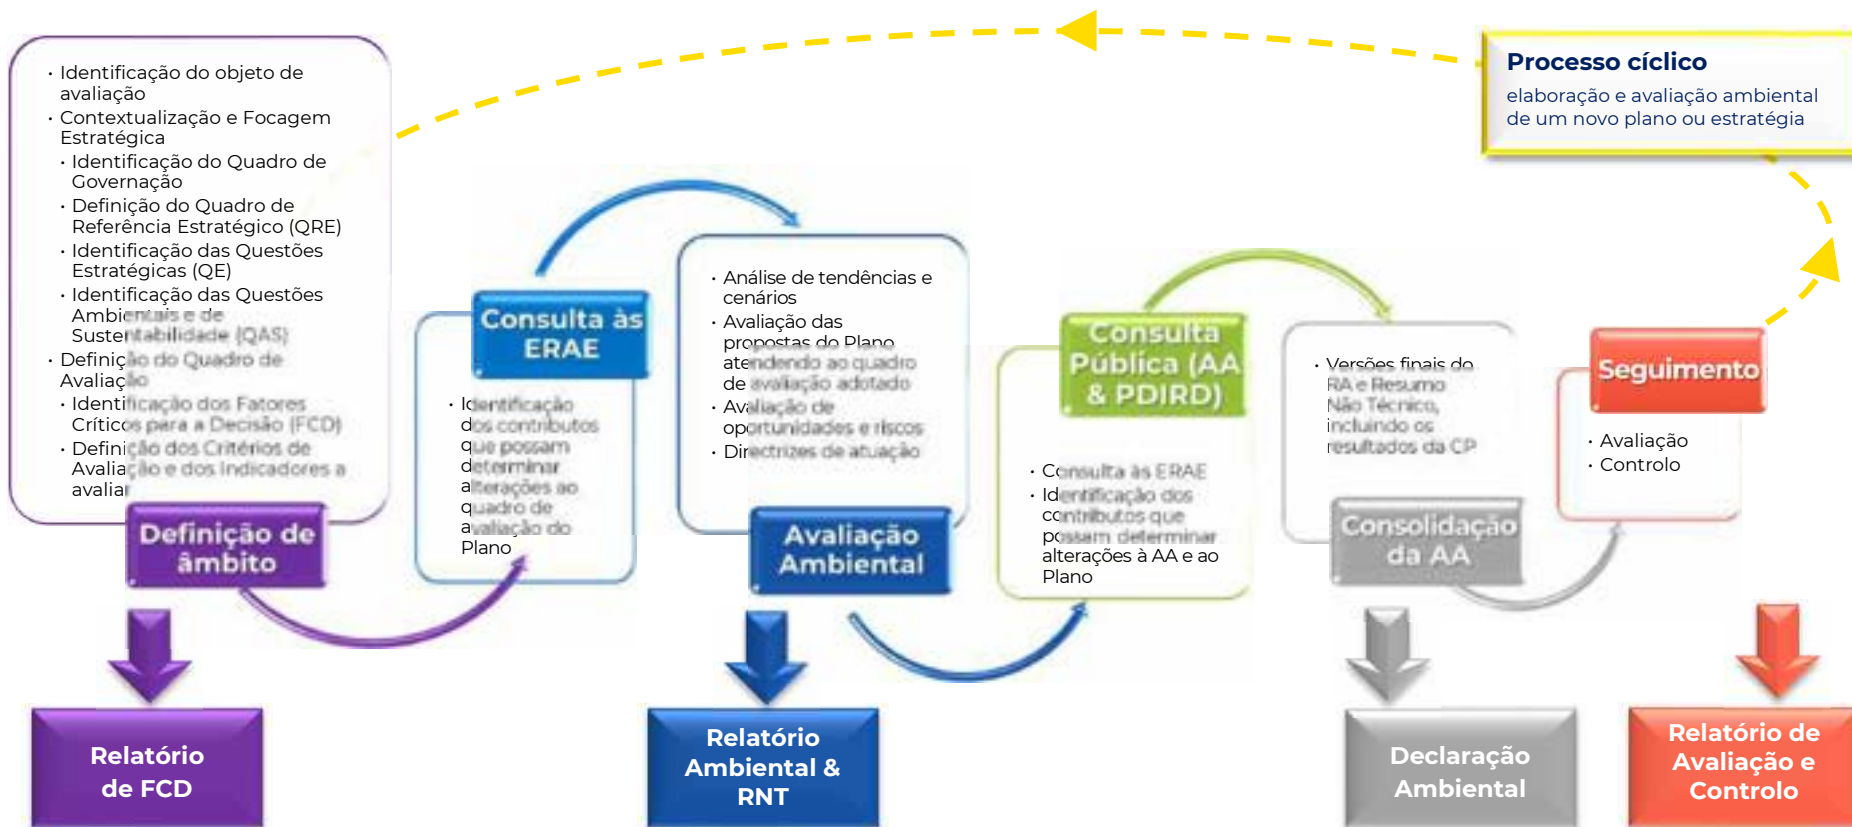 Processo cíclico
elaboração e avaliação ambiental
de um novo plano ou estratégia
• Identificação do objeto de
avaliação
• Contextualização e Focagem
Estratégica
• Identificação do Quadro de
Governação
• Definição do Quadro de
Referência Estratégico (QRE)
• Identificação das Questões
Estratégicas (QE)
• Identificação das Questões
Ambientais e de
Sustentabilidade (QAS)
• Definição do Quadro de
Avaliação
• Identificação dos Fatores
Críticos para a Decisão (FCD)
• Definição dos Critérios de
Avaliação e dos Indicadores a
avaliar
Definição de
âmbito
Consulta às
ERAE
• Identificação
dos contributos
que possam
determinar
alterações ao
quadro de
avaliação do
Plano
• Análise de tendências e
cenários
• Avaliação das
propostas do Plano
atendendo ao quadro
de avaliação adotado
• Avaliação de
oportunidades e riscos
• Directrizes de atuação
Avaliação
Ambiental
Consulta
Pública (AA
& PDIRD)
• Consulta às ERAE
• Identificação dos
contributos que
possam determinar
alterações à AA e ao
Plano
• Versões finais do
RA e Resumo
Não Técnico,
incluindo os
resultados da CP
Consolidação
da AA
Seguimento
• Avaliação
• Controlo
Relatório
de FCD
Relatório
Ambiental &
RNT
Declaração
Ambiental
Relatório de
Avaliação e
Controlo